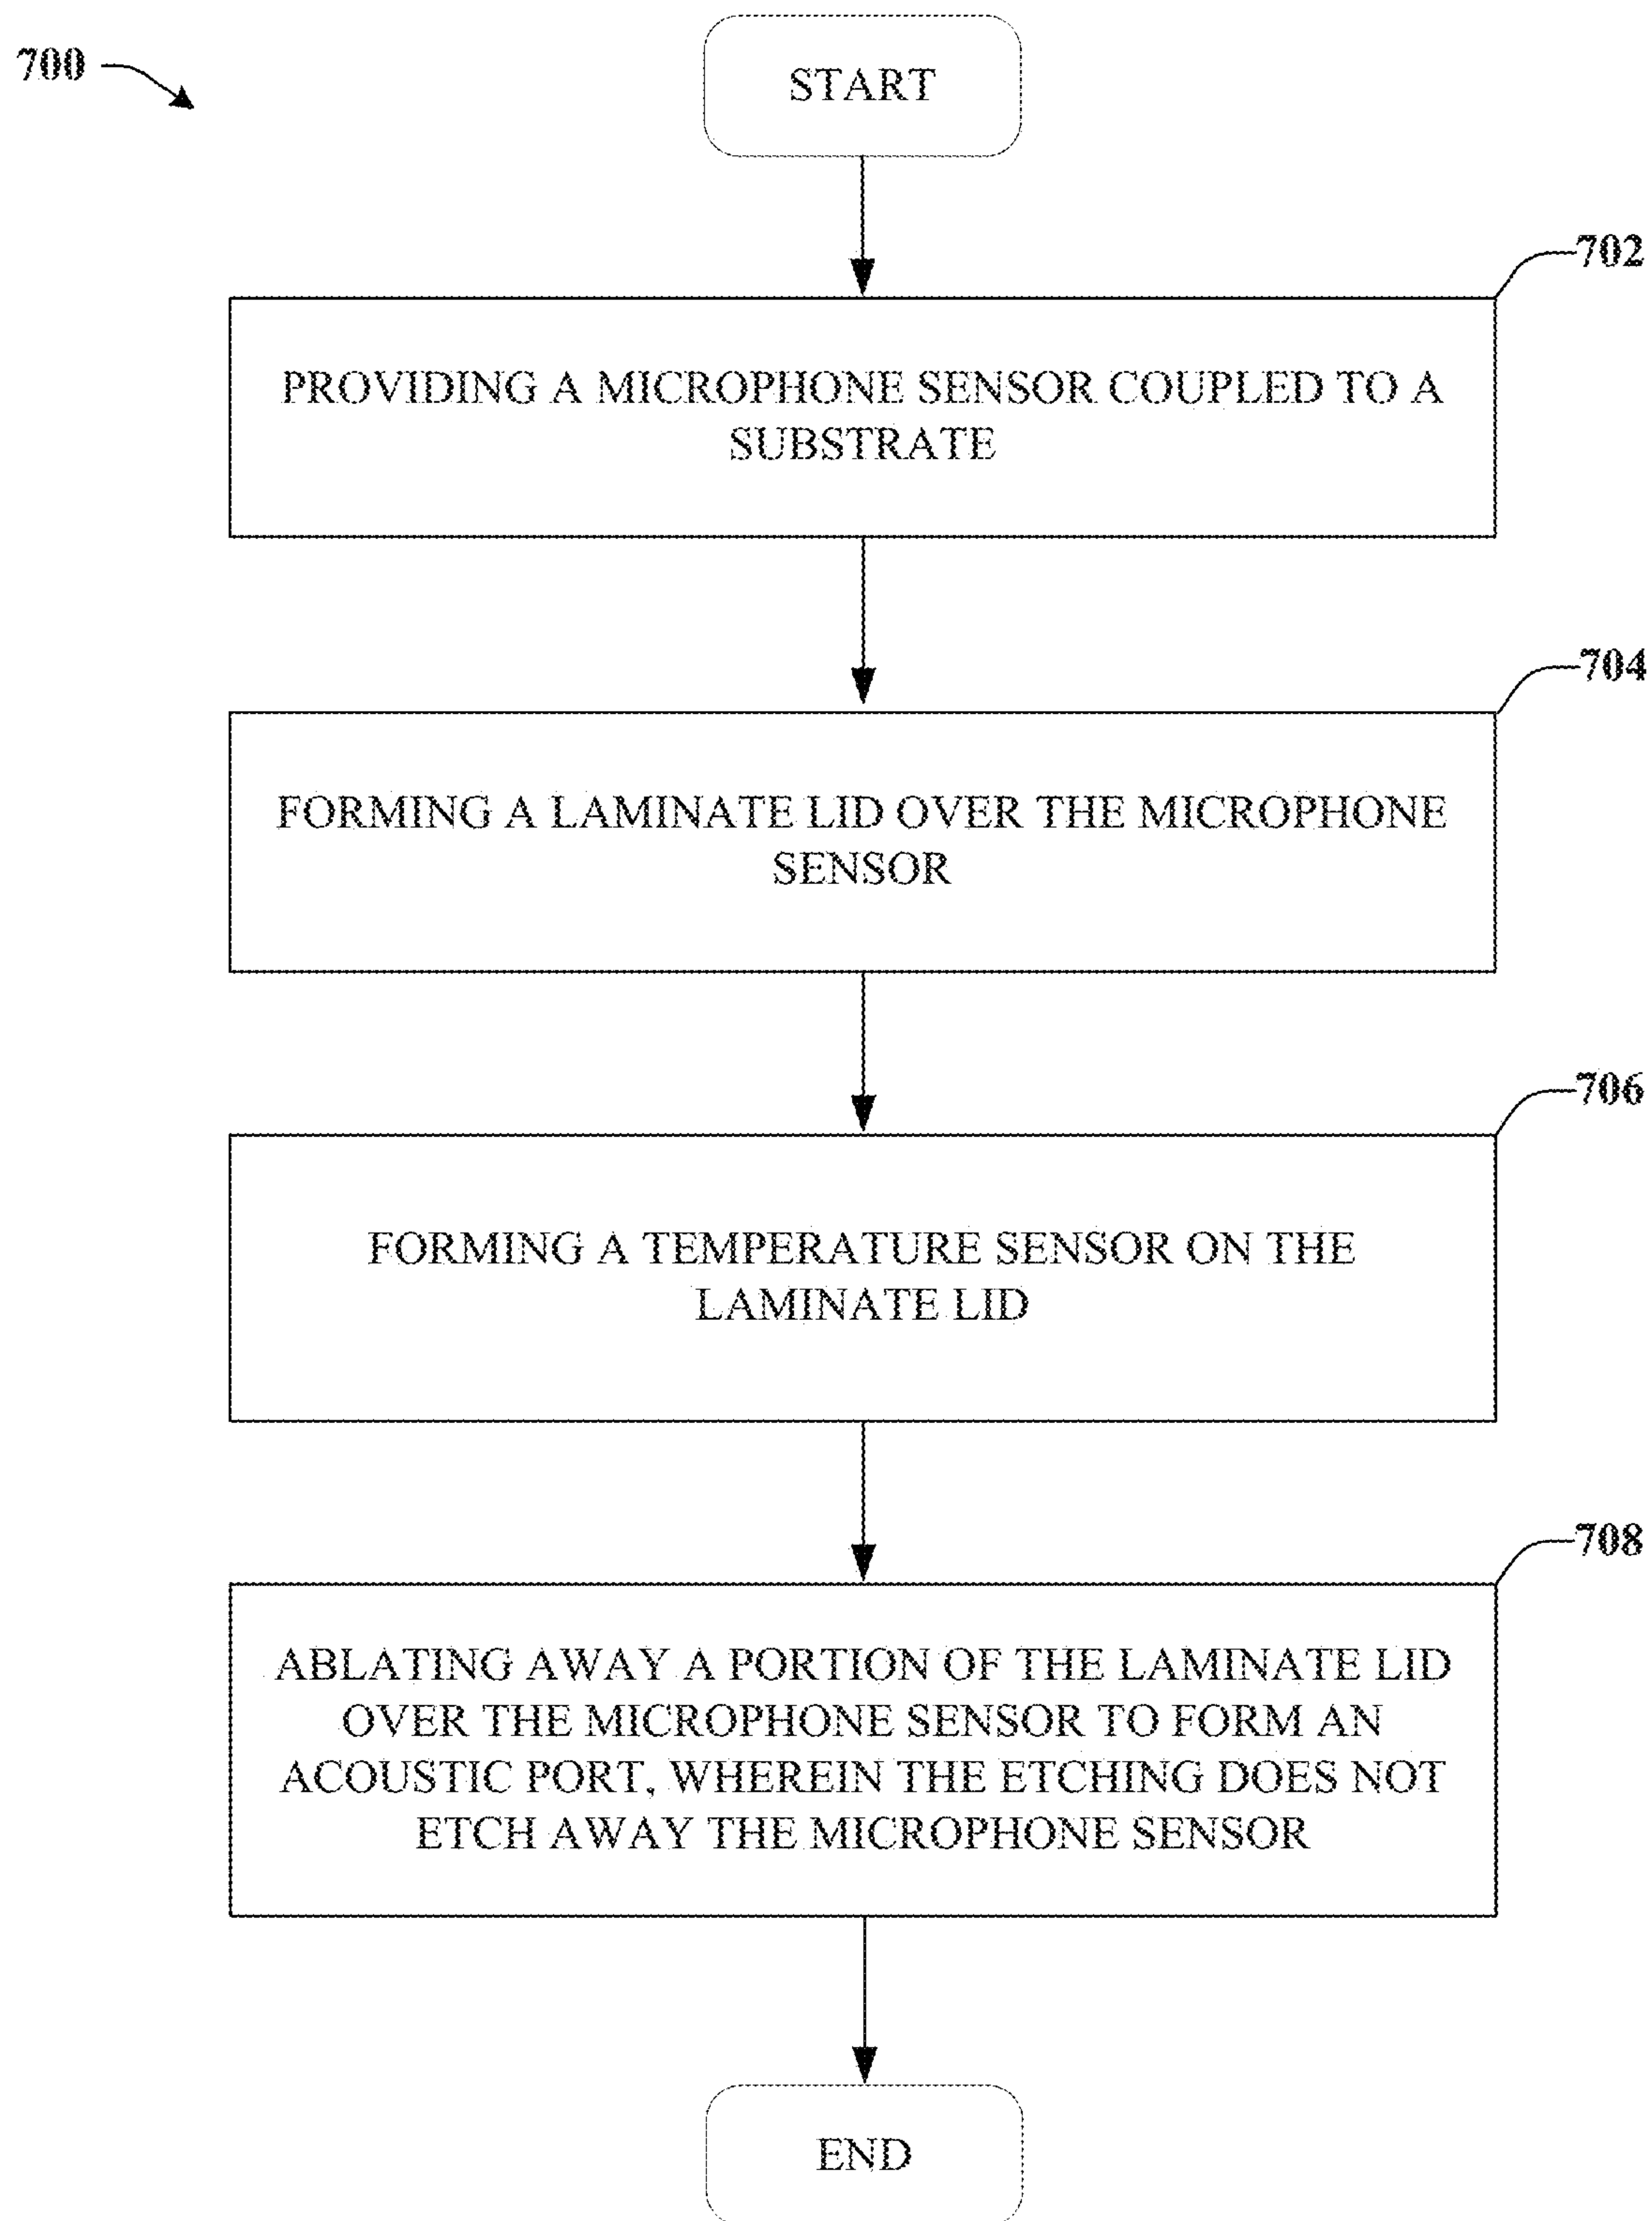 700
START
702
PROVIDING A MICROPHONE SENSOR COUPLED TO A
SUBSTRATE
704
FORMING A LAMINATE LID OVER THE MICROPHONE
SENSOR
706
FORMING A TEMPERATURE SENSOR ON THE
LAMINATE LID
708
ABLATING AWAY A PORTION OF THE LAMINATE LID
OVER THE MICROPHONE SENSOR TO FORM AN
ACOUSTIC PORT, WHEREIN THE ETCHING DOES NOT
ETCH AWAY THE MICROPHONE SENSOR
END